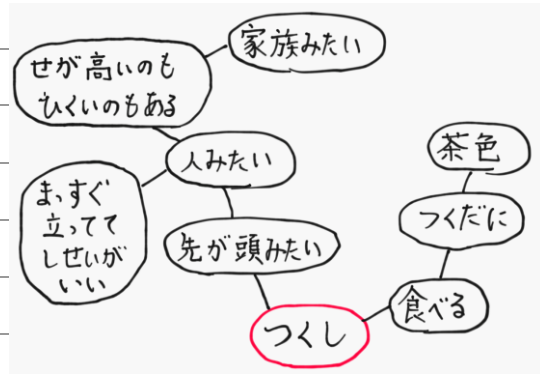 家族みたい
せが高いのも
ひくいのもある
人みたい
茶色
まっすぐ
立ってて
しせいが
いい
つくだに
先が頭みたい
食べる
つくし